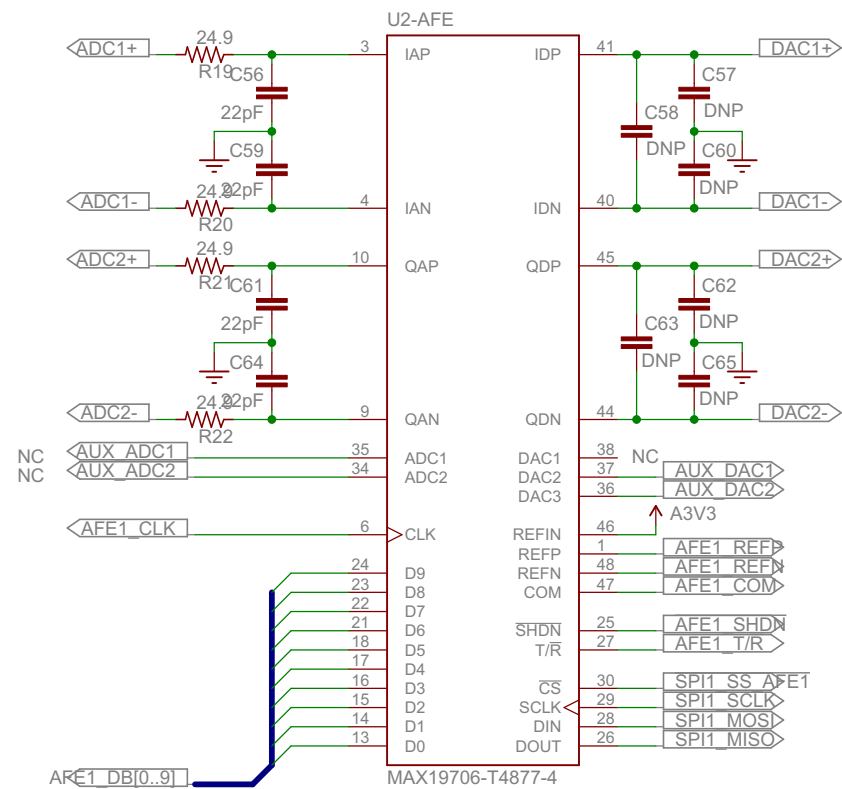 U2-AFE
ADC1+ 24.9 3 IAP IDP 41 DAC1+
R19 C56 C57
22pF C58 DNP
C59 DNP C60
22pF DNP
ADC1- 24.9 4 IAN IDN 40 DAC1-
R20
ADC2+ 24.9 10 QAP QDP 45 DAC2+
R21 C61 C62
22pF C63 DNP
C64 DNP C65
22pF DNP
ADC2- 24.9 9 QAN QDN 44 DAC2-
R22
NC AUX_ADC1 35 ADC1 DAC1 38 NC
NC AUX_ADC2 34 ADC2 DAC2 37 AUX_DAC1
DAC3 36 AUX_DAC2
A3V3
AFE1_CLK 6 CLK REFIN 46
REFP 1 AFE1_REFP
24 D9 REFN 48 AFE1_REFN
23 D8 COM 47 AFE1_COM
22 D7
21 D6 SHDN 25 AFE1_SHDN
18 D5 T/R 27 AFE1_T/R
17 D4
16 D3 CS 30 SPI1_SS_AFE1
15 D2 SCLK 29 SPI1_SCLK
14 D1 DIN 28 SPI1_MOSI
13 D0 DOUT 26 SPI1_MISO
AFE1_DB[0..9] MAX19706-T4877-4